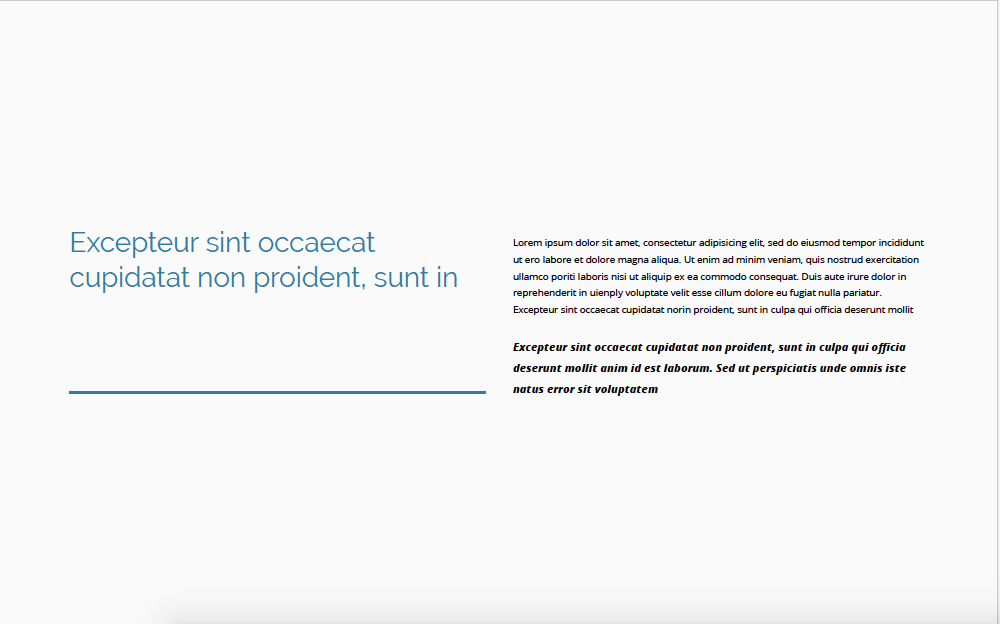 Excepteur sint occaecat
cupidatat non proident, sunt in
Lorem ipsum dolor sit amet, consectetur adipisicing elit, sed do eiusmod tempor incididunt
ut ero labore et dolore magna aliqua. Ut enim ad minim veniam, quis nostrud exercitation
ullamco poriti laboris nisi ut aliquip ex ea commodo consequat. Duis aute irure dolor in
reprehenderit in uienply voluptate velit esse cillum dolore eu fugiat nulla pariatur.
Excepteur sint occaecat cupidatat norin proident, sunt in culpa qui officia deserunt mollit
Excepteur sint occaecat cupidatat non proident, sunt in culpa qui officia
deserunt mollit anim id est laborum. Sed ut perspiciatis unde omnis iste
natus error sit voluptatem